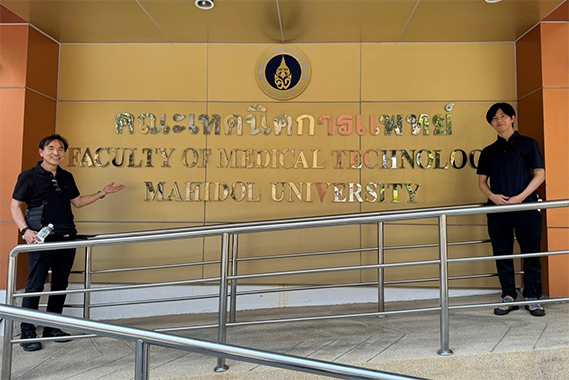 คณะเทคนิคการแพทย์
FACULTY OF MEDICAL TECHNOLOG
MAHIDOL UNIVERSITY